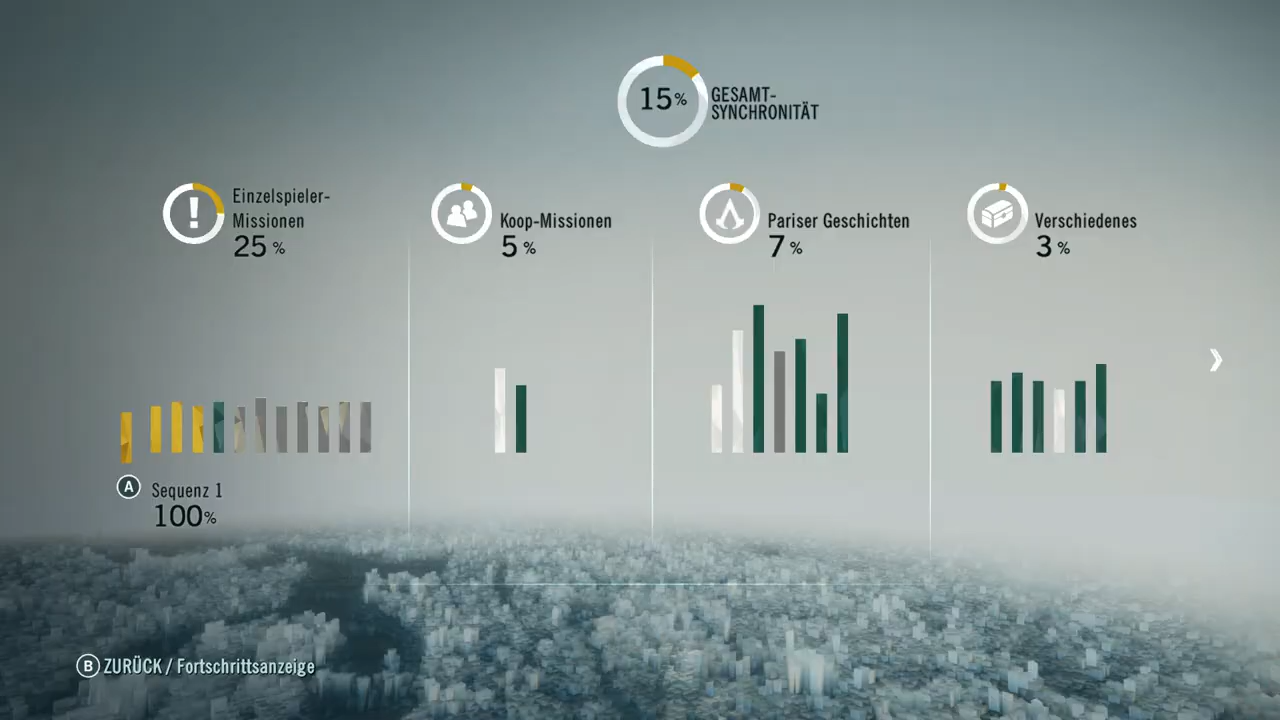 15%
GESAMT-
SYNCHRONITÄT
Einzelspieler-
Missionen
25 %
Koop-Missionen
5 %
Pariser Geschichten
7 %
Verschiedenes
3 %
A Sequenz 1
100%
B ZURÜCK / Fortschrittsanzeige